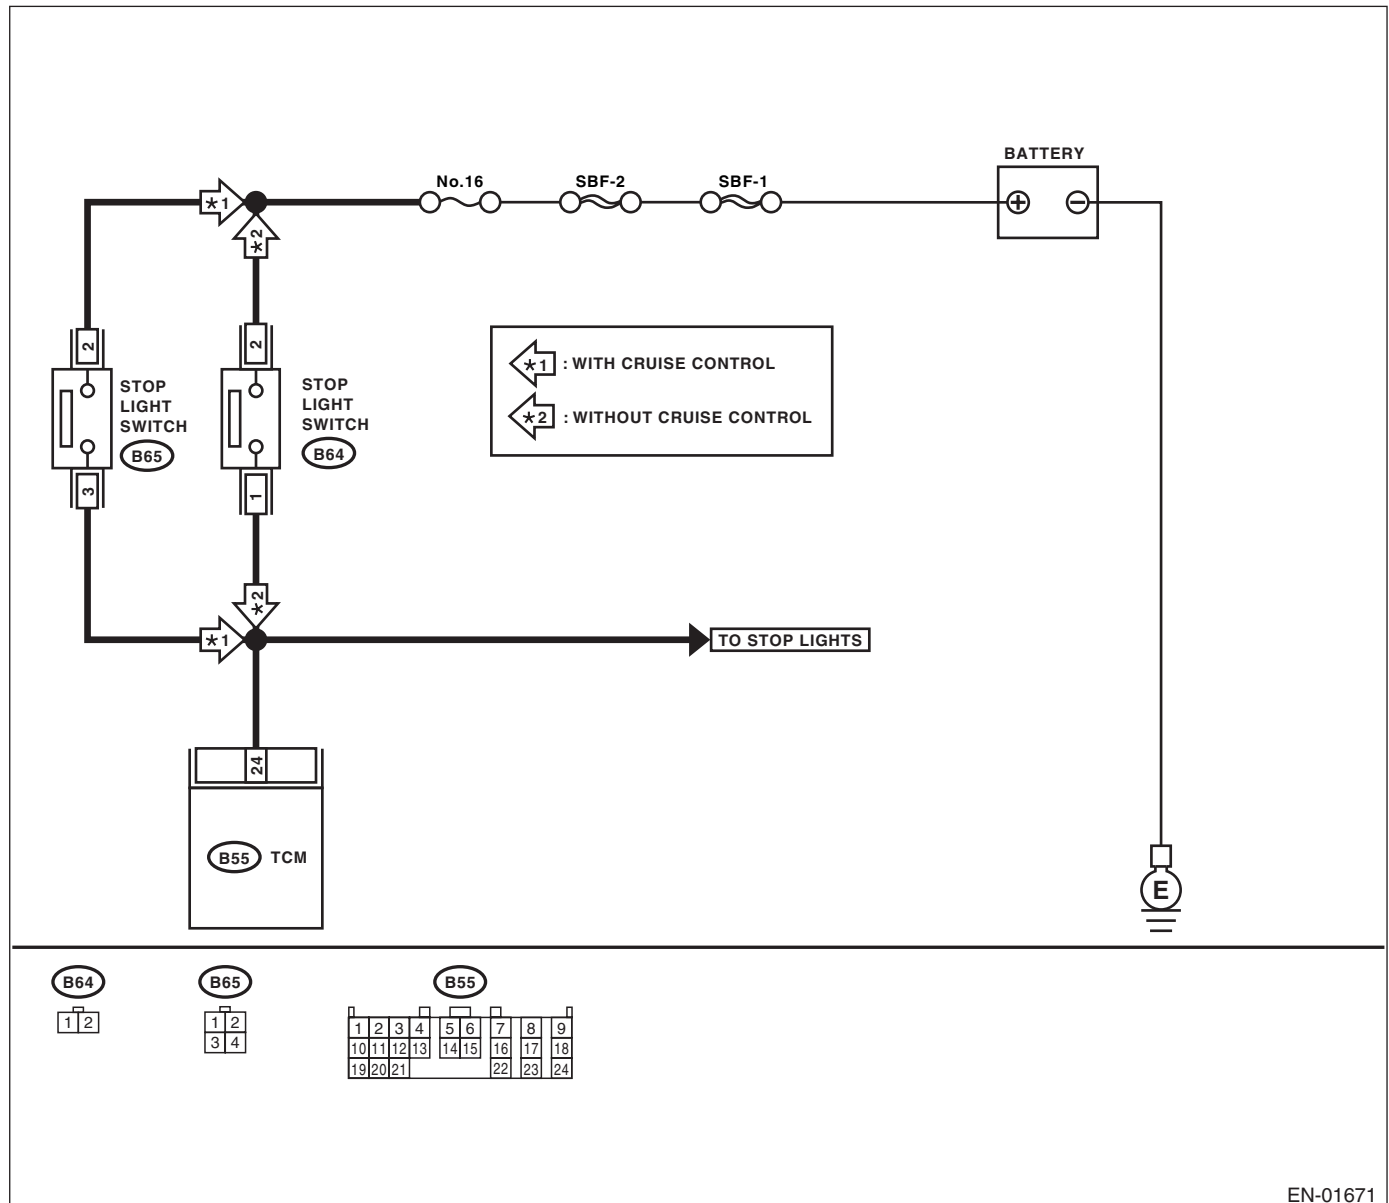 BATTERY
No.16
SBF-2
SBF-1
*1
*2
2
2
*1 : WITH CRUISE CONTROL
*2 : WITHOUT CRUISE CONTROL
STOP
LIGHT
SWITCH
B65
STOP
LIGHT
SWITCH
B64
3
1
*2
*1
TO STOP LIGHTS
24
B55 TCM
E
B64
1 2
B65
1 2
3 4
B55
1 2 3 4 5 6 7 8 9
10 11 12 13 14 15 16 17 18
19 20 21 22 23 24
EN-01671